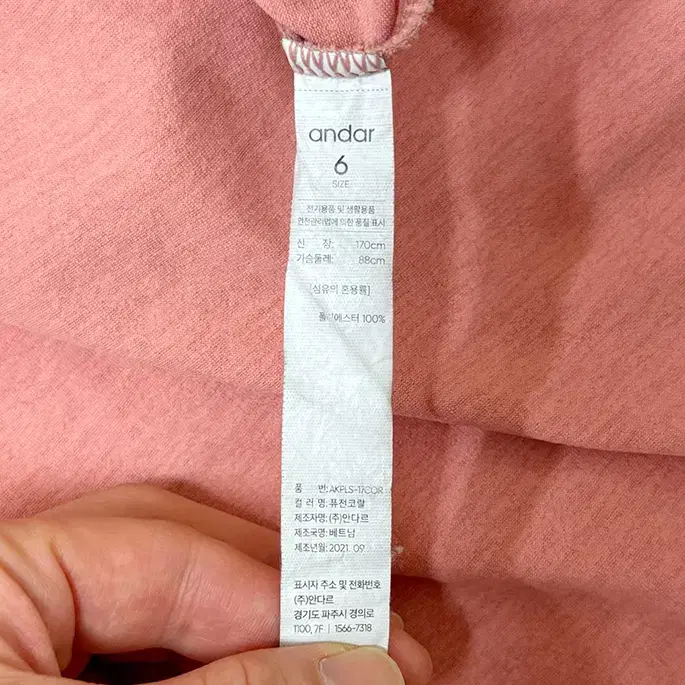 andar
6
SIZE
전기용품 및 생활용품
안전관리법에 의한 품질 표시
신 장: 170cm
가슴둘레: 88cm
[섬유의 혼용률]
폴리에스터 100%
품 번: AKPLS-17COR
컬 러 명: 퓨전코랄
제조자명: (주)안다르
제조국명: 베트남
제조년월: 2021. 09.
표시자 주소 및 전화번호
(주)안다르
경기도 파주시 경의로
1100, 7F | 1566-7318